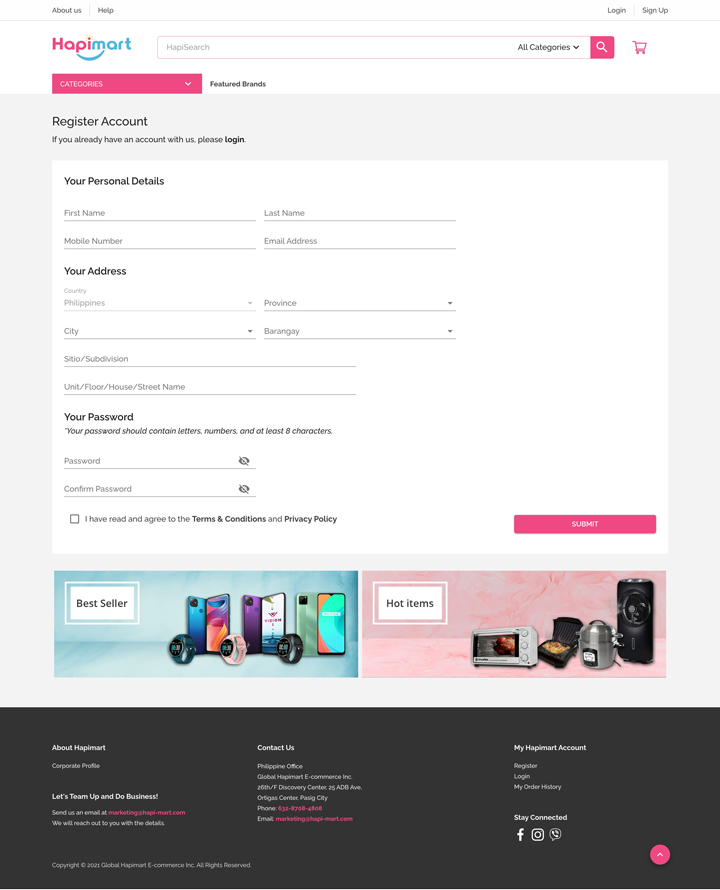 About us
Help
Login
Sign Up
Hapimart
HapiSearch
All Categories
CATEGORIES
Featured Brands
Register Account
If you already have an account with us, please login.
Your Personal Details
First Name
Last Name
Mobile Number
Email Address
Your Address
Country
Philippines
Province
City
Barangay
Sitio/Subdivision
Unit/Floor/House/Street Name
Your Password
*Your password should contain letters, numbers, and at least 8 characters.
Password
Confirm Password
I have read and agree to the Terms & Conditions and Privacy Policy
SUBMIT
Best Seller
Hot items
About Hapimart
Corporate Profile
Let's Team Up and Do Business!
Send us an email at marketing@hapi-mart.com
We will reach out to you with the details.
Contact Us
Philippine Office
Global Hapimart E-commerce Inc.
26th/F Discovery Center, 25 ADB Ave.
Ortigas Center, Pasig City
Phone: 632-8708-4808
Email: marketing@hapi-mart.com
My Hapimart Account
Register
Login
My Order History
Stay Connected
Copyright © 2021 Global Hapimart E-commerce Inc. All Rights Reserved.